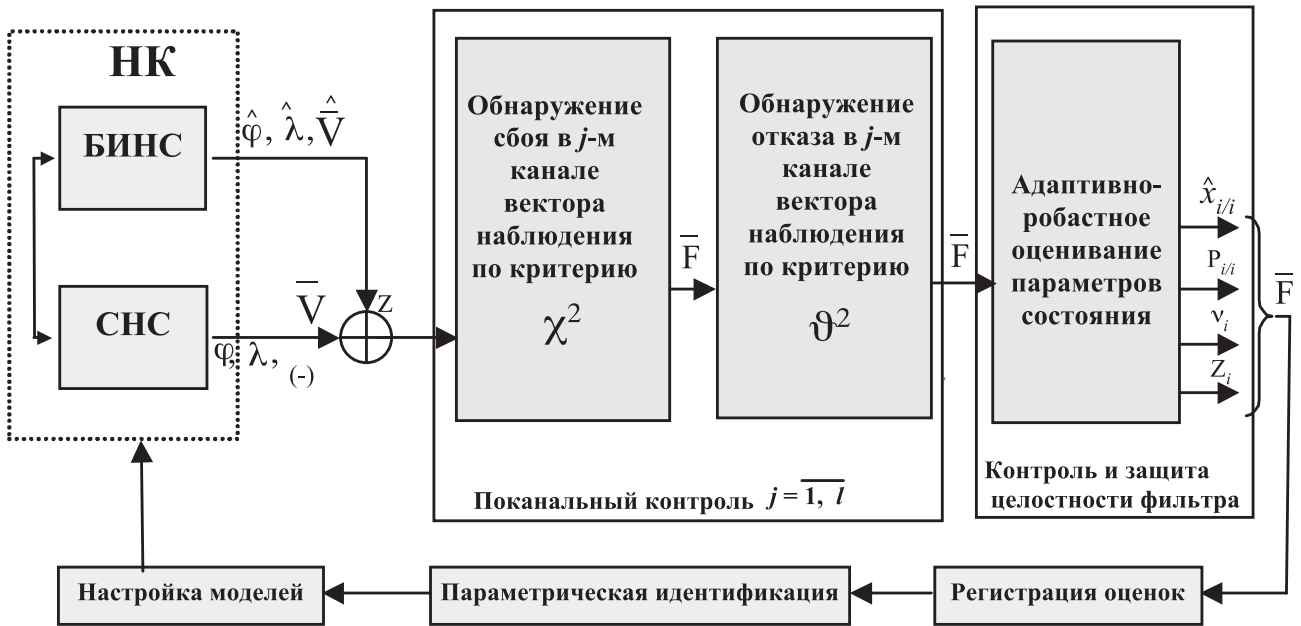 НК
БИНС
φ̂, λ̂, V̄̂
СНС
V̄
φ, λ,
(-)
Z
Обнаружение
сбоя в j-м
канале
вектора
наблюдения
по критерию
χ²
F̄
Обнаружение
отказа в j-м
канале
вектора
наблюдения
по критерию
ϑ²
F̄
Поканальный контроль j = 1, l
Адаптивно-
робастное
оценивание
параметров
состояния
x̂i/i
Pi/i
νi
Zi
F̄
Контроль и защита
целостности фильтра
Настройка моделей
Параметрическая идентификация
Регистрация оценок